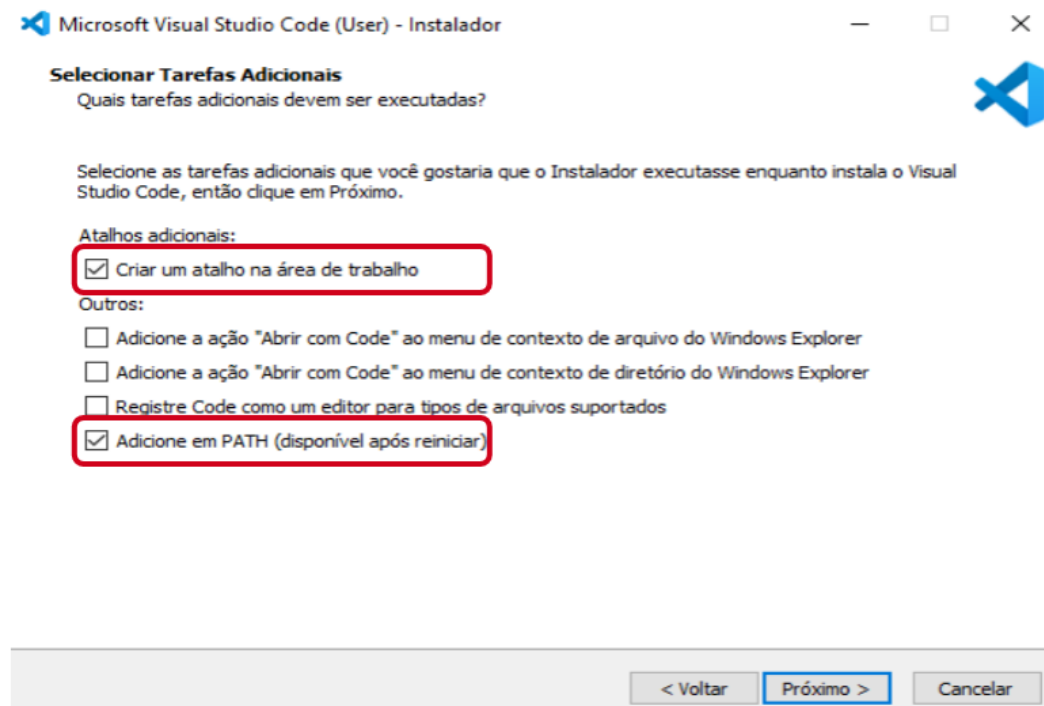 Microsoft Visual Studio Code (User) - Instalador
Selecionar Tarefas Adicionais
Quais tarefas adicionais devem ser executadas?
Selecione as tarefas adicionais que você gostaria que o Instalador executasse enquanto instala o Visual
Studio Code, então clique em Próximo.
Atalhos adicionais:
Criar um atalho na área de trabalho
Outros:
Adicione a ação "Abrir com Code" ao menu de contexto de arquivo do Windows Explorer
Adicione a ação "Abrir com Code" ao menu de contexto de diretório do Windows Explorer
Registre Code como um editor para tipos de arquivos suportados
Adicione em PATH (disponível após reiniciar)
< Voltar Próximo > Cancelar